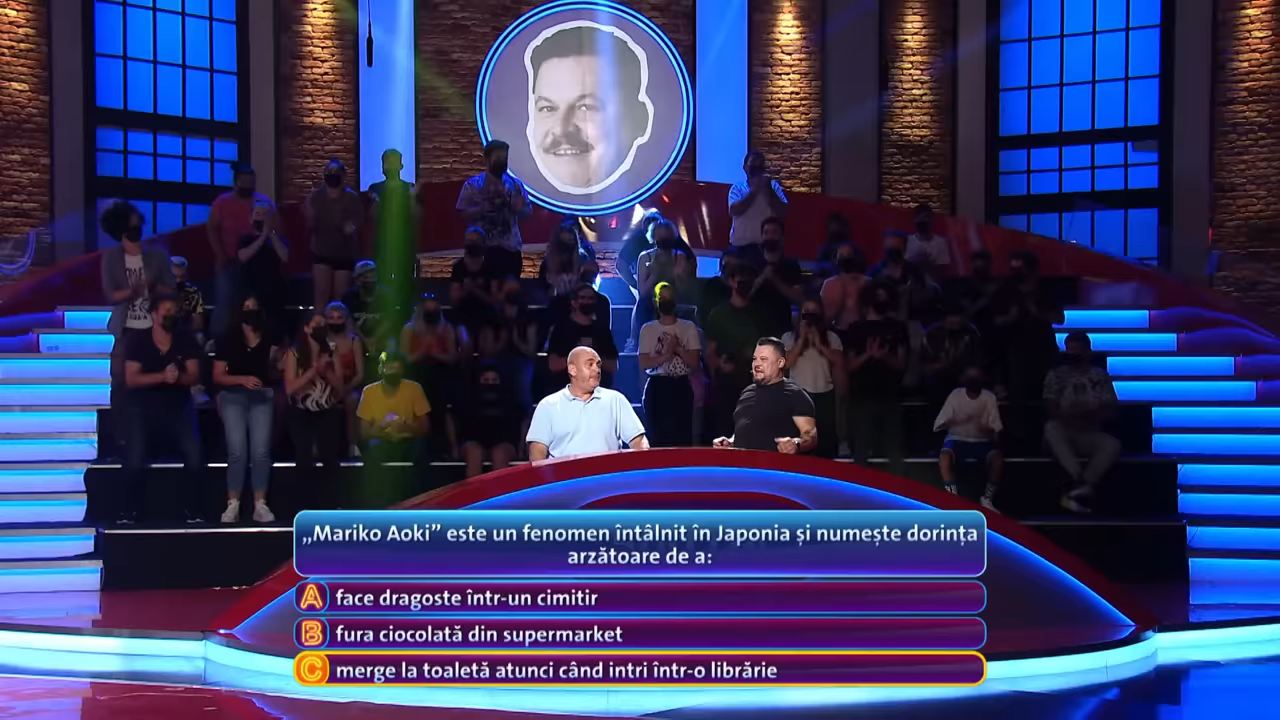 „Mariko Aoki” este un fenomen întâlnit în Japonia și numește dorința
arzătoare de a:
A face dragoste într-un cimitir
B fura ciocolată din supermarket
C merge la toaletă atunci când intri într-o librărie